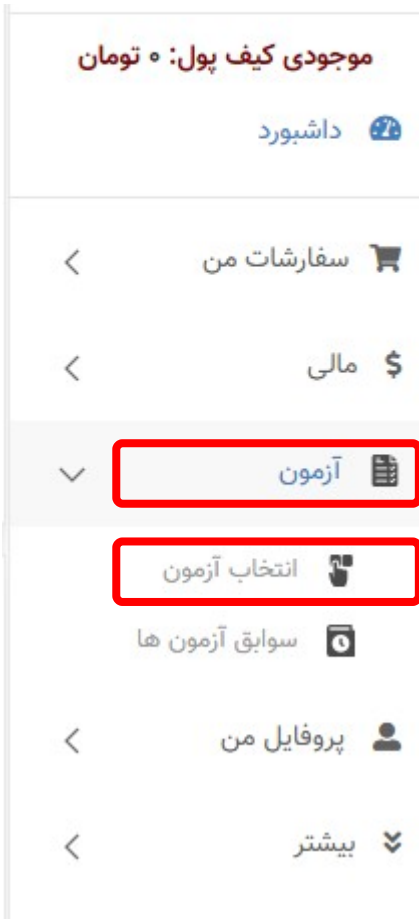 موجودی کیف پول: ۰ تومان
داشبورد
سفارشات من
مالی
آزمون
انتخاب آزمون
سوابق آزمون ها
پروفایل من
بیشتر